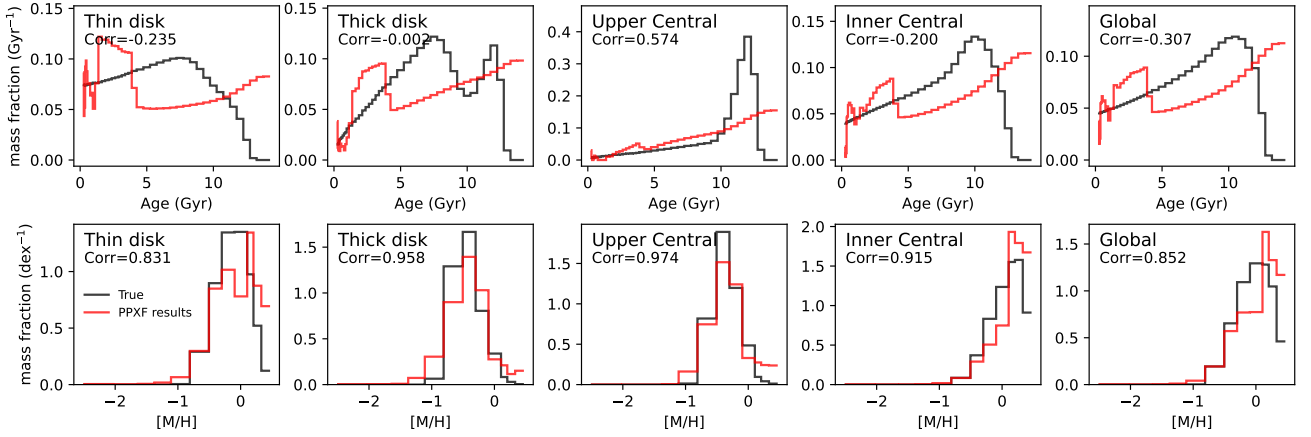 Thin disk
Corr=-0.235
Thick disk
Corr=-0.002
Upper Central
Corr=0.574
Inner Central
Corr=-0.200
Global
Corr=-0.307
mass fraction (Gyr⁻¹)
0.15
0.10
0.05
0.00
0.15
0.10
0.05
0.00
0.4
0.3
0.2
0.1
0.0
0.15
0.10
0.05
0.00
0.10
0.05
0.00
0 5 10
0 5 10
0 5 10
0 5 10
0 5 10
Age (Gyr)
Age (Gyr)
Age (Gyr)
Age (Gyr)
Age (Gyr)
Thin disk
Corr=0.831
Thick disk
Corr=0.958
Upper Central
Corr=0.974
Inner Central
Corr=0.915
Global
Corr=0.852
True
PPXF results
mass fraction (dex⁻¹)
1.0
0.5
0.0
1.5
1.0
0.5
0.0
1.5
1.0
0.5
0.0
2.0
1.5
1.0
0.5
0.0
1.5
1.0
0.5
0.0
−2 −1 0
−2 −1 0
−2 −1 0
−2 −1 0
−2 −1 0
[M/H]
[M/H]
[M/H]
[M/H]
[M/H]